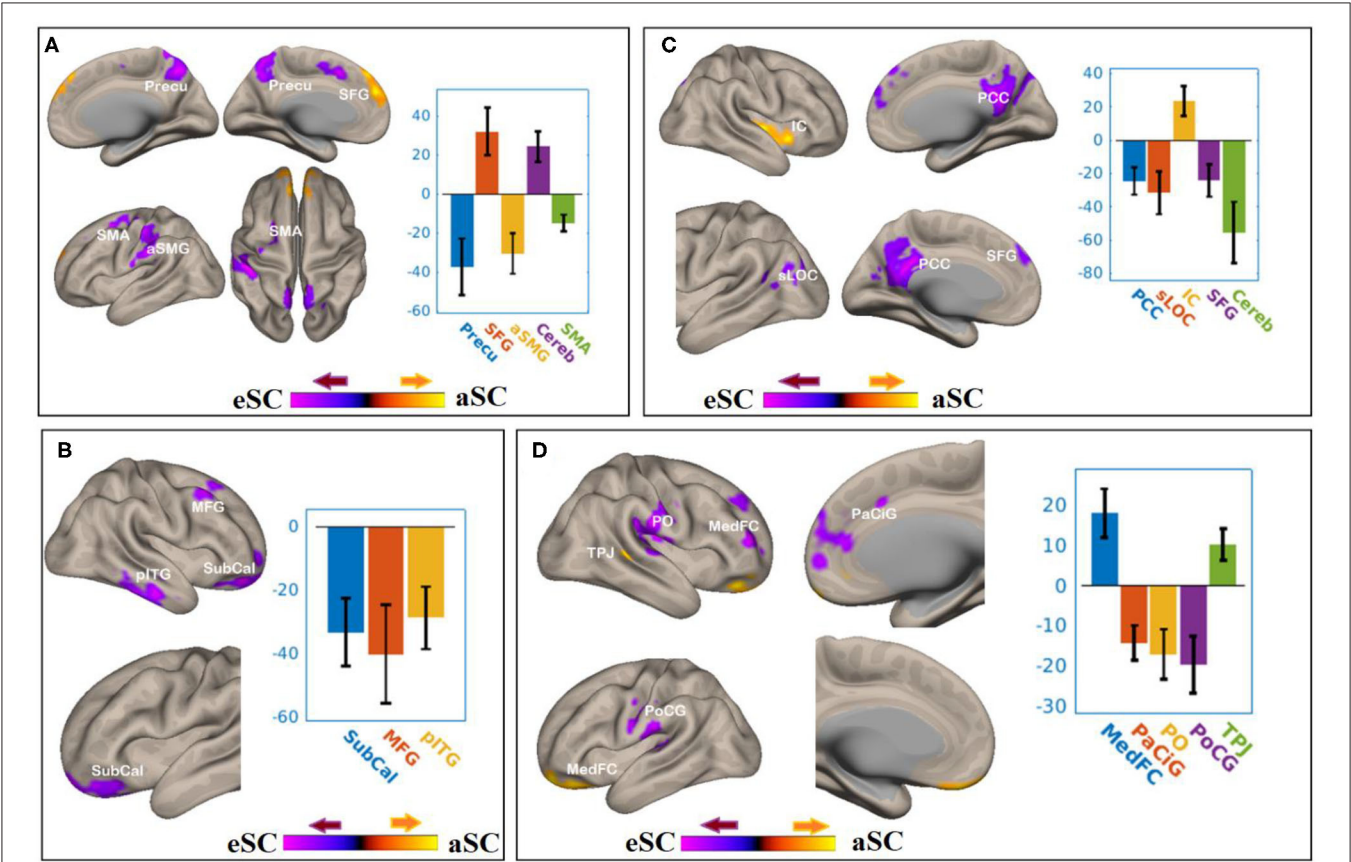 A
Precu
Precu
SFG
SMA
aSMG
SMA
40
20
0
-20
-40
-60
Precu
SFG
aSMG
Cereb
SMA
eSC
aSC
C
IC
PCC
sLOC
PCC
SFG
40
20
0
-20
-40
-60
-80
PCC
sLOC
IC
SFG
Cereb
eSC
aSC
B
MFG
SubCal
pITG
SubCal
0
-20
-40
-60
SubCal
MFG
pITG
eSC
aSC
D
PO
MedFC
TPJ
PaCiG
PoCG
MedFC
20
10
0
-10
-20
-30
MedFC
PaCiG
PO
PoCG
TPJ
eSC
aSC